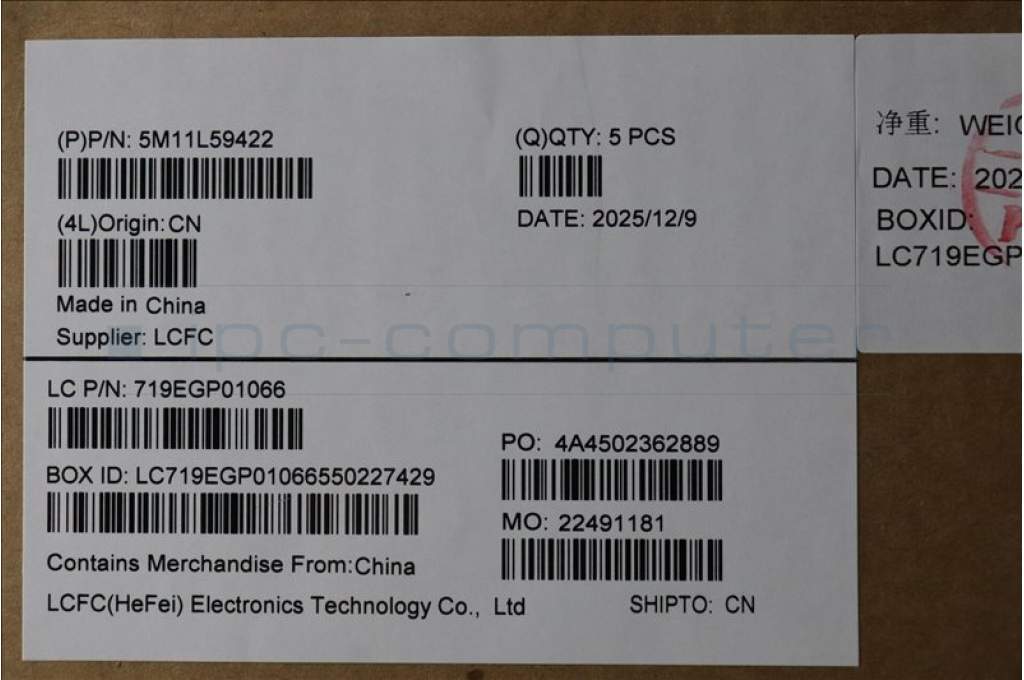 (P)P/N: 5M11L59422
(Q)QTY: 5 PCS
(4L)Origin:CN
DATE: 2025/12/9
Made in China
Supplier: LCFC
ipc-computer
LC P/N: 719EGP01066
BOX ID: LC719EGP01066550227429
PO: 4A4502362889
MO: 22491181
Contains Merchandise From:China
LCFC(HeFei) Electronics Technology Co., Ltd
SHIPTO: CN
净重: WEIG
DATE: 202
BOXID:
LC719EGP